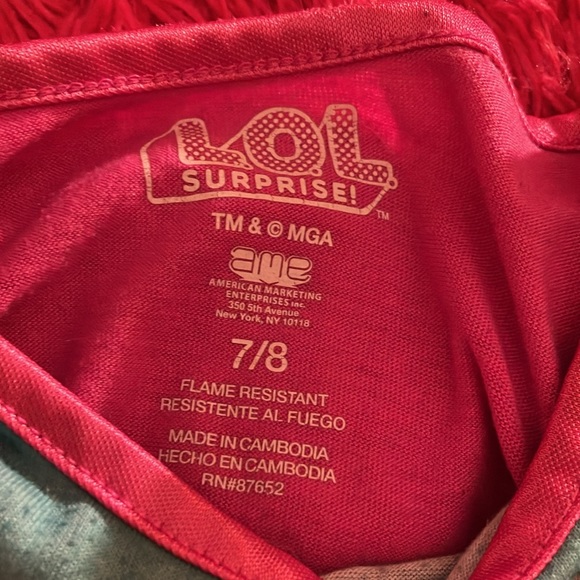 L.O.L.
SURPRISE!
TM
TM & © MGA
ame
AMERICAN MARKETING
ENTERPRISES Inc.
350 5th Avenue
New York, NY 10118
7/8
FLAME RESISTANT
RESISTENTE AL FUEGO
MADE IN CAMBODIA
HECHO EN CAMBODIA
RN#87652